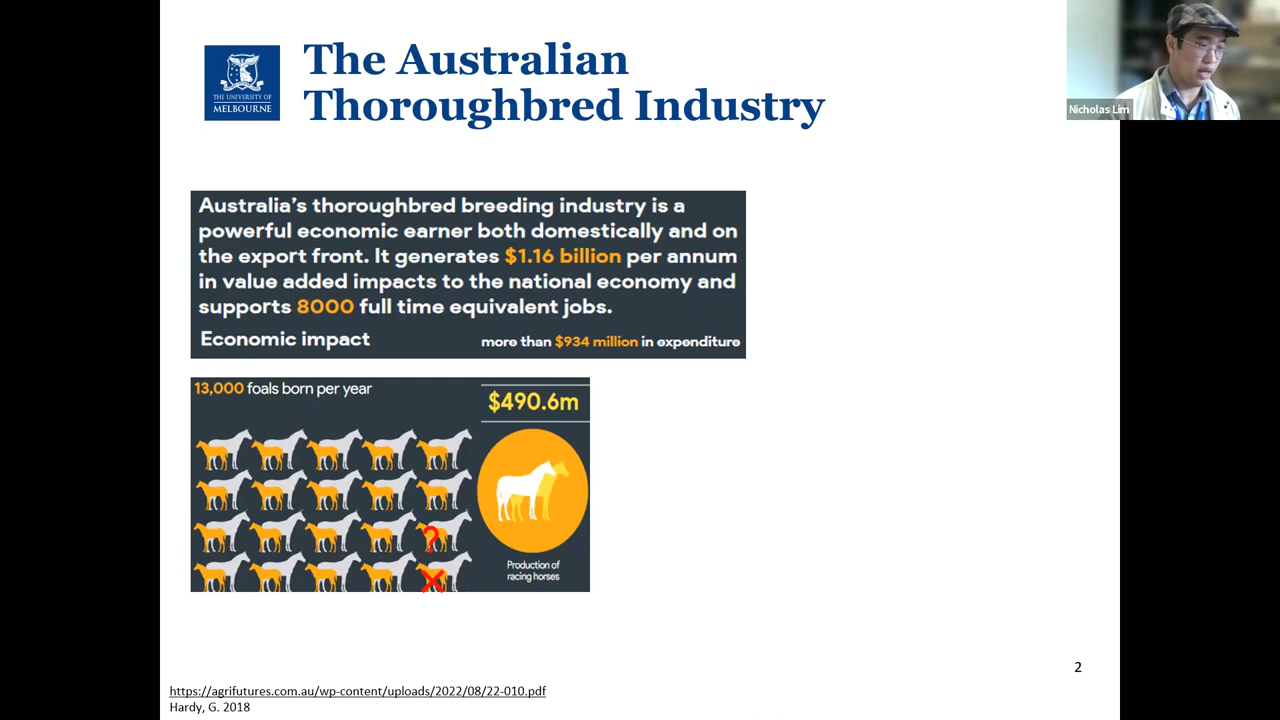 THE UNIVERSITY OF
MELBOURNE
The Australian
Thoroughbred Industry
Nicholas Lim
Australia's thoroughbred breeding industry is a
powerful economic earner both domestically and on
the export front. It generates $1.16 billion per annum
in value added impacts to the national economy and
supports 8000 full time equivalent jobs.
Economic impact
more than $934 million in expenditure
13,000 foals born per year
$490.6m
?
Production of
racing horses
2
https://agrifutures.com.au/wp-content/uploads/2022/08/22-010.pdf
Hardy, G. 2018